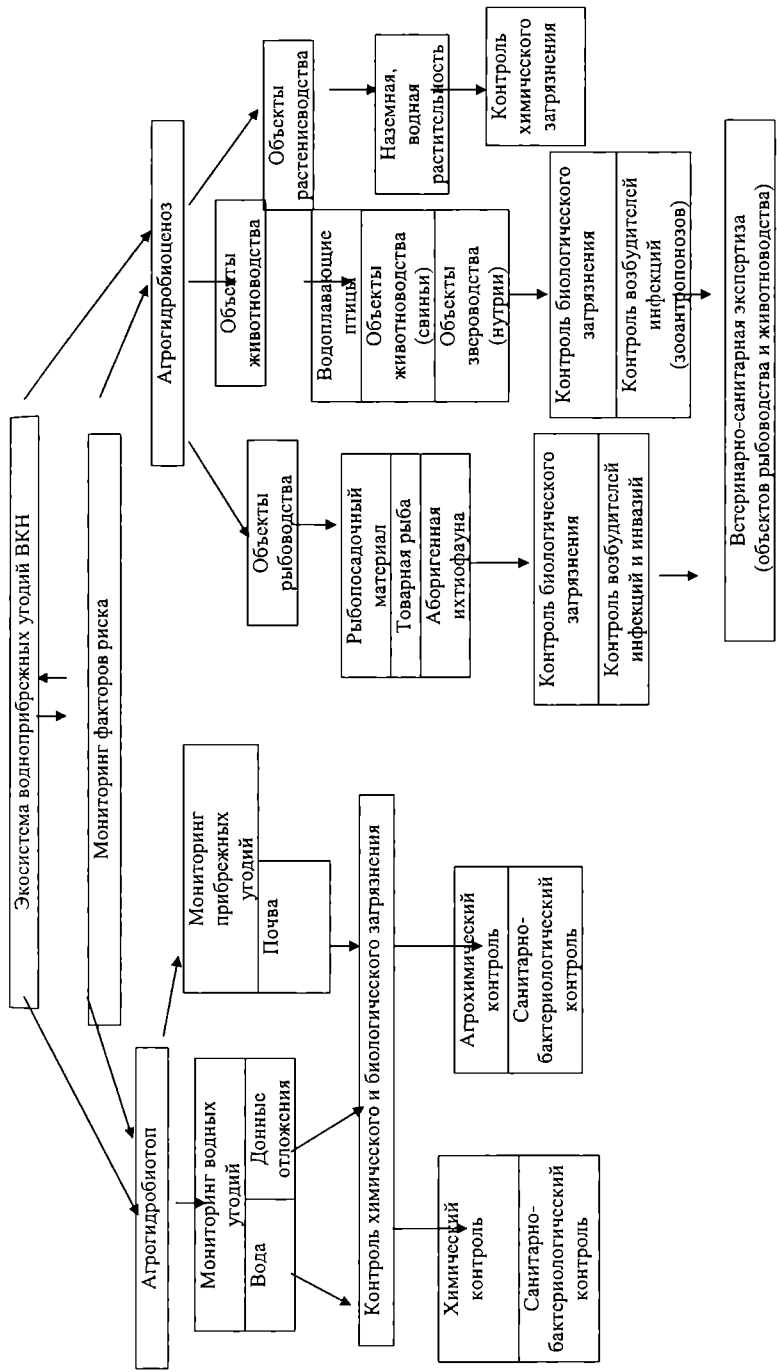 Экосистема водноприбрежных угодий ВКН
Мониторинг факторов риска
Агрогидробиотоп
Агрогидробиоценоз
Мониторинг водных
угодий
Вода
Донные
отложения
Мониторинг
прибрежных
угодий
Почва
Объекты
рыбоводства
Объекты
животноводства
Объекты
растениеводства
Рыбопосадочный
материал
Товарная рыба
Аборигенная
ихтиофауна
Водоплавающие
птицы
Объекты
животноводства
(свиньи)
Объекты
звероводства
(нутрии)
Наземная,
водная
растительность
Контроль химического и биологического загрязнения
Химический
контроль
Санитарно-
бактериологический
контроль
Агрохимический
контроль
Санитарно-
бактериологический
контроль
Контроль биологического
загрязнения
Контроль возбудителей
инфекций и инвазий
Контроль биологического
загрязнения
Контроль возбудителей
инфекций
(зооантропонозов)
Контроль
химического
загрязнения
Ветеринарно-санитарная экспертиза
(объектов рыбоводства и животноводства)